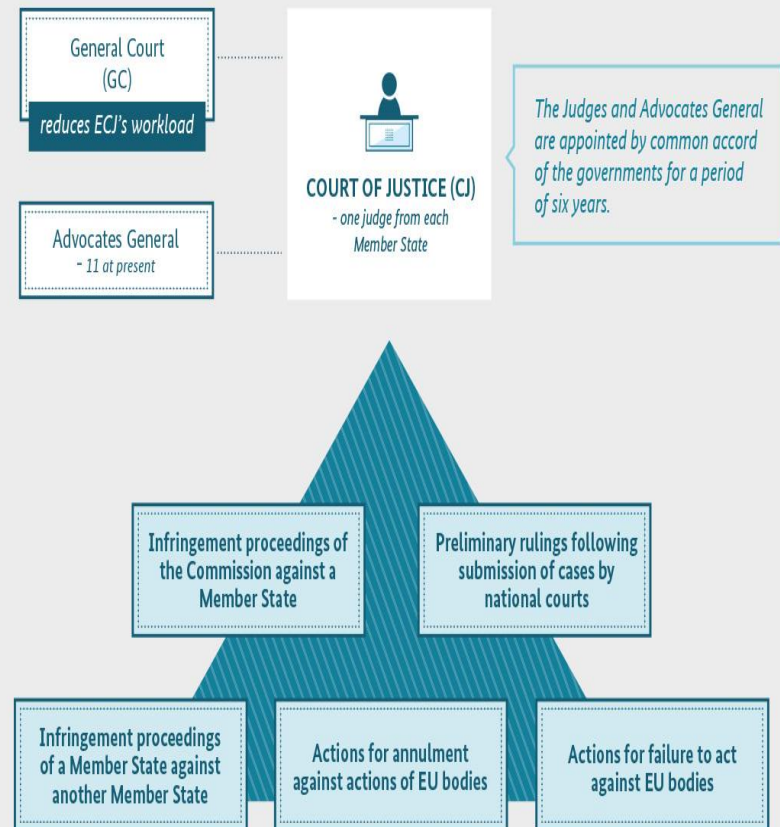 General Court
(GC)
reduces ECJ's workload
Advocates General
- 11 at present
COURT OF JUSTICE (CJ)
- one judge from each
Member State
The Judges and Advocates General
are appointed by common accord
of the governments for a period
of six years.
Infringement proceedings of
the Commission against a
Member State
Preliminary rulings following
submission of cases by
national courts
Infringement proceedings
of a Member State against
another Member State
Actions for annulment
against actions of EU bodies
Actions for failure to act
against EU bodies